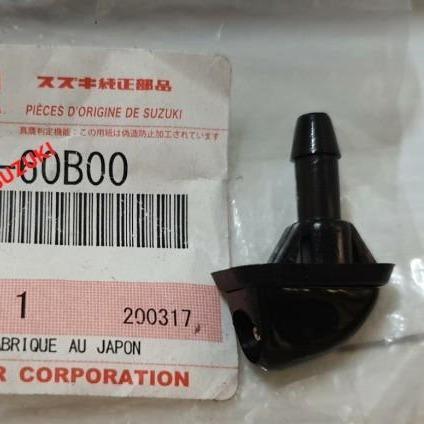 スズキ純正部品
PIÈCES D'ORIGINE DE SUZUKI
真贋判定機能：この用紙は偽造防止加工されています
SUZUKI
-60B00
1
200317
ABRIQUE AU JAPON
R CORPORATION